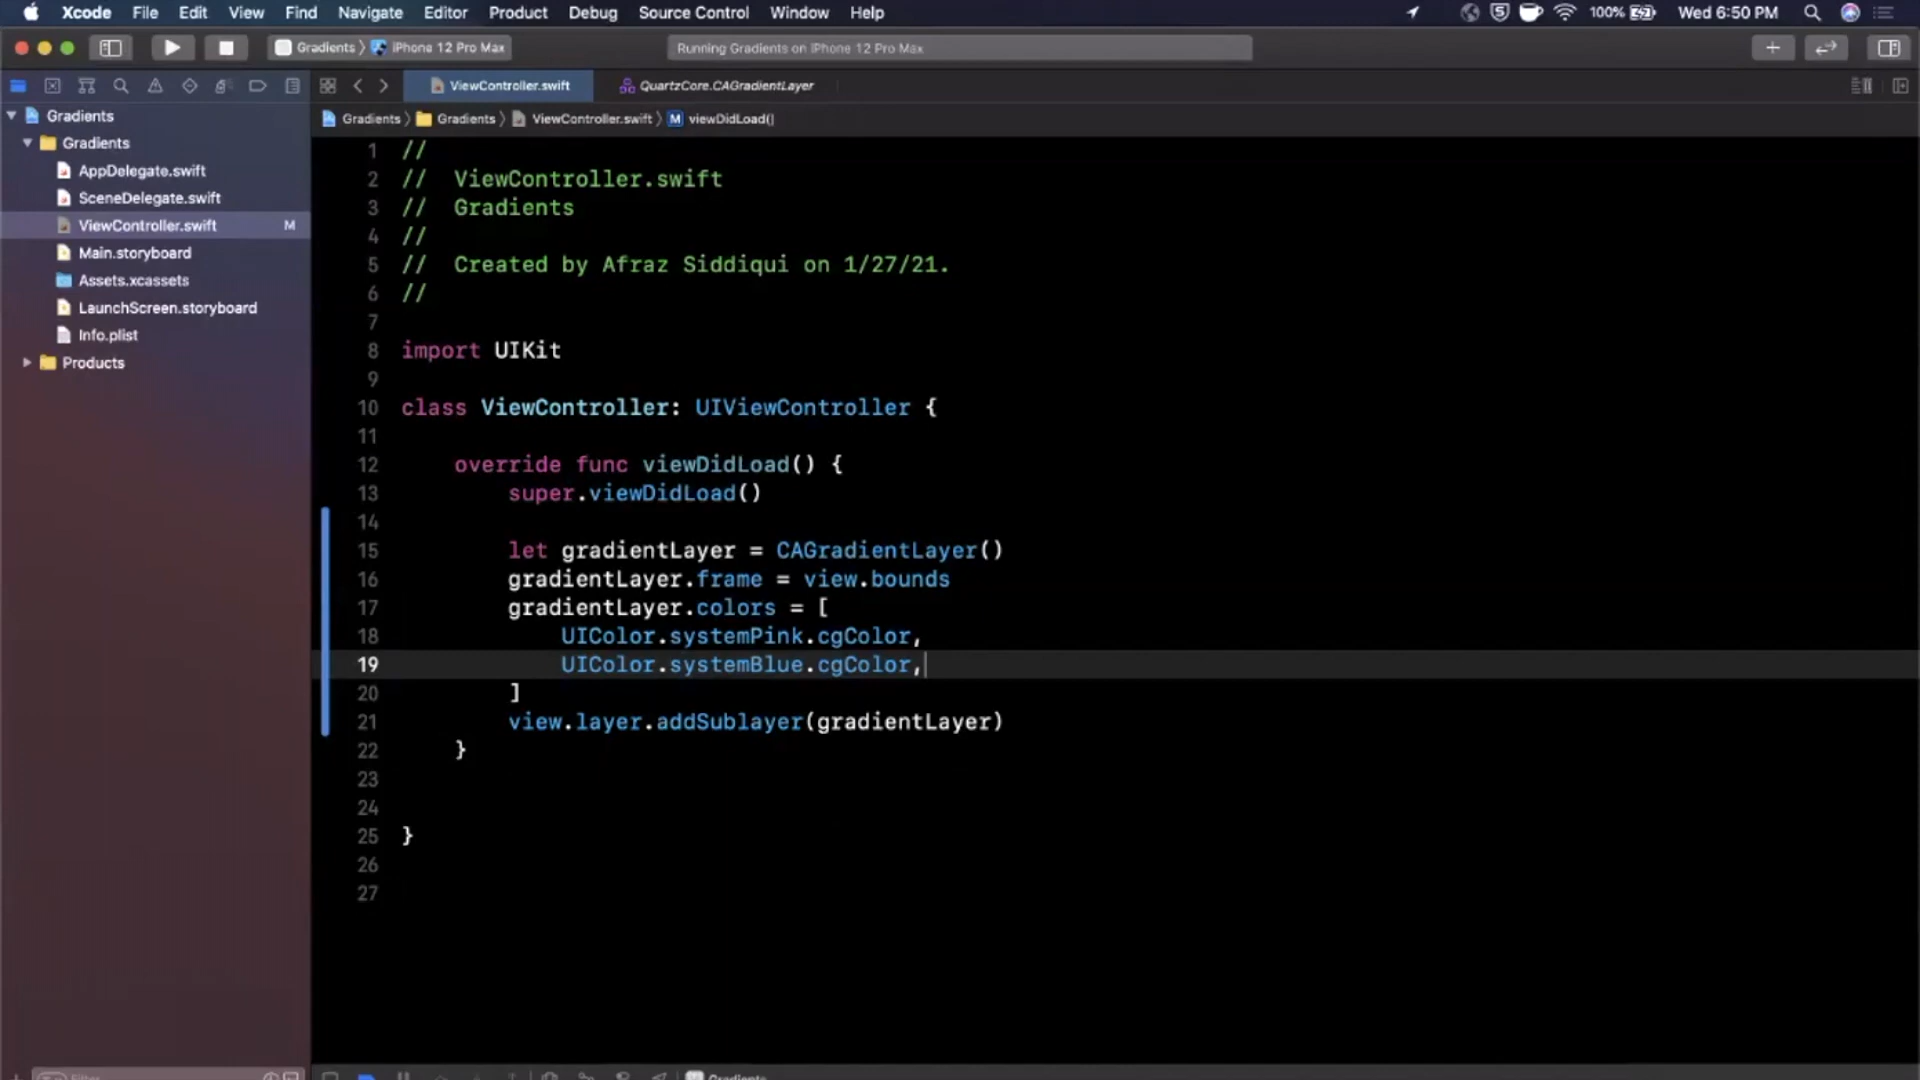 Xcode File Edit View Find Navigate Editor Product Debug Source Control Window Help 100% Wed 6:50 PM
Gradients iPhone 12 Pro Max Running Gradients on iPhone 12 Pro Max
ViewController.swift QuartzCore.CAGradientLayer
Gradients Gradients ViewController.swift M viewDidLoad()
Gradients
Gradients
AppDelegate.swift
SceneDelegate.swift
ViewController.swift M
Main.storyboard
Assets.xcassets
LaunchScreen.storyboard
Info.plist
Products
1 //
2 // ViewController.swift
3 // Gradients
4 //
5 // Created by Afraz Siddiqui on 1/27/21.
6 //
7
8 import UIKit
9
10 class ViewController: UIViewController {
11
12 override func viewDidLoad() {
13 super.viewDidLoad()
14
15 let gradientLayer = CAGradientLayer()
16 gradientLayer.frame = view.bounds
17 gradientLayer.colors = [
18 UIColor.systemPink.cgColor,
19 UIColor.systemBlue.cgColor,
20 ]
21 view.layer.addSublayer(gradientLayer)
22 }
23
24
25 }
26
27
Filter
Gradients